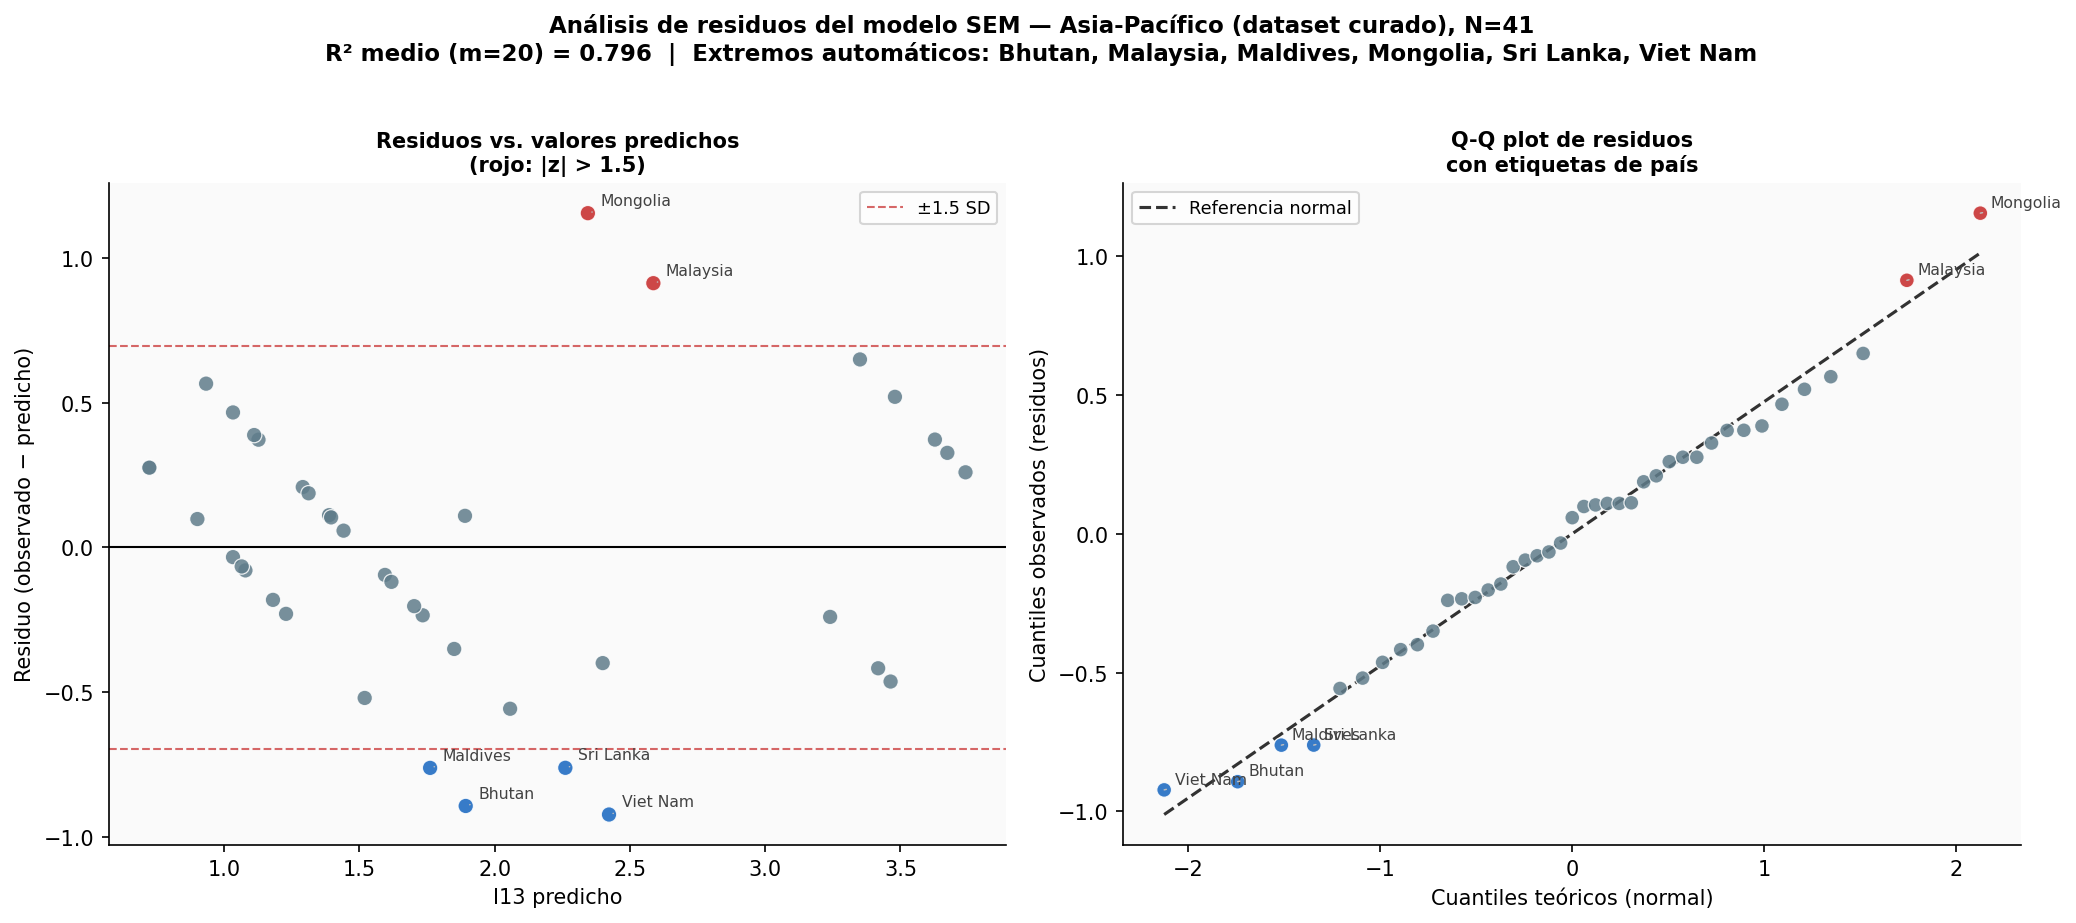 Análisis de residuos del modelo SEM — Asia-Pacífico (dataset curado), N=41
R² medio (m=20) = 0.796 | Extremos automáticos: Bhutan, Malaysia, Maldives, Mongolia, Sri Lanka, Viet Nam
Residuos vs. valores predichos
(rojo: |z| > 1.5)
±1.5 SD
Mongolia
Malaysia
Maldives
Sri Lanka
Bhutan
Viet Nam
1.0
0.5
0.0
−0.5
−1.0
Residuo (observado − predicho)
1.0
1.5
2.0
2.5
3.0
3.5
I13 predicho
Q-Q plot de residuos
con etiquetas de país
Referencia normal
Mongolia
Malaysia
Maldives
Sri Lanka
Bhutan
Viet Nam
1.0
0.5
0.0
−0.5
−1.0
Cuantiles observados (residuos)
−2
−1
0
1
2
Cuantiles teóricos (normal)